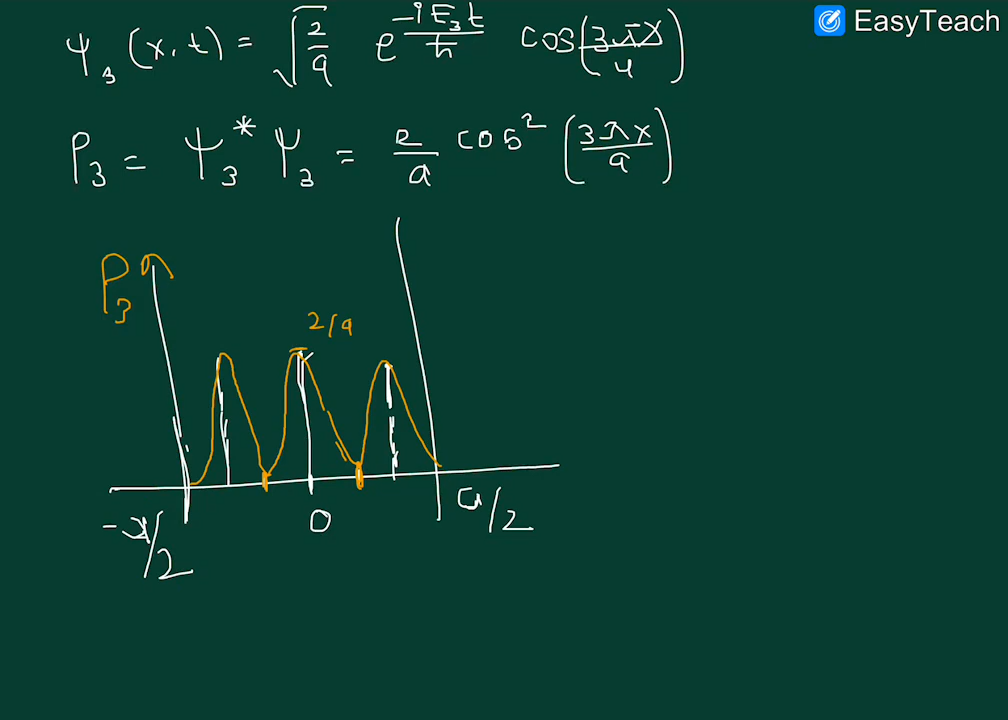 EasyTeach
ψ₃ (x,t) = √(2/a) e^(-iE₃t/ħ) cos(3πx/4)
P₃ = ψ₃* ψ₃ = 2/a cos² (3πx/a)
P₃
2/a
-a/2 0 a/2